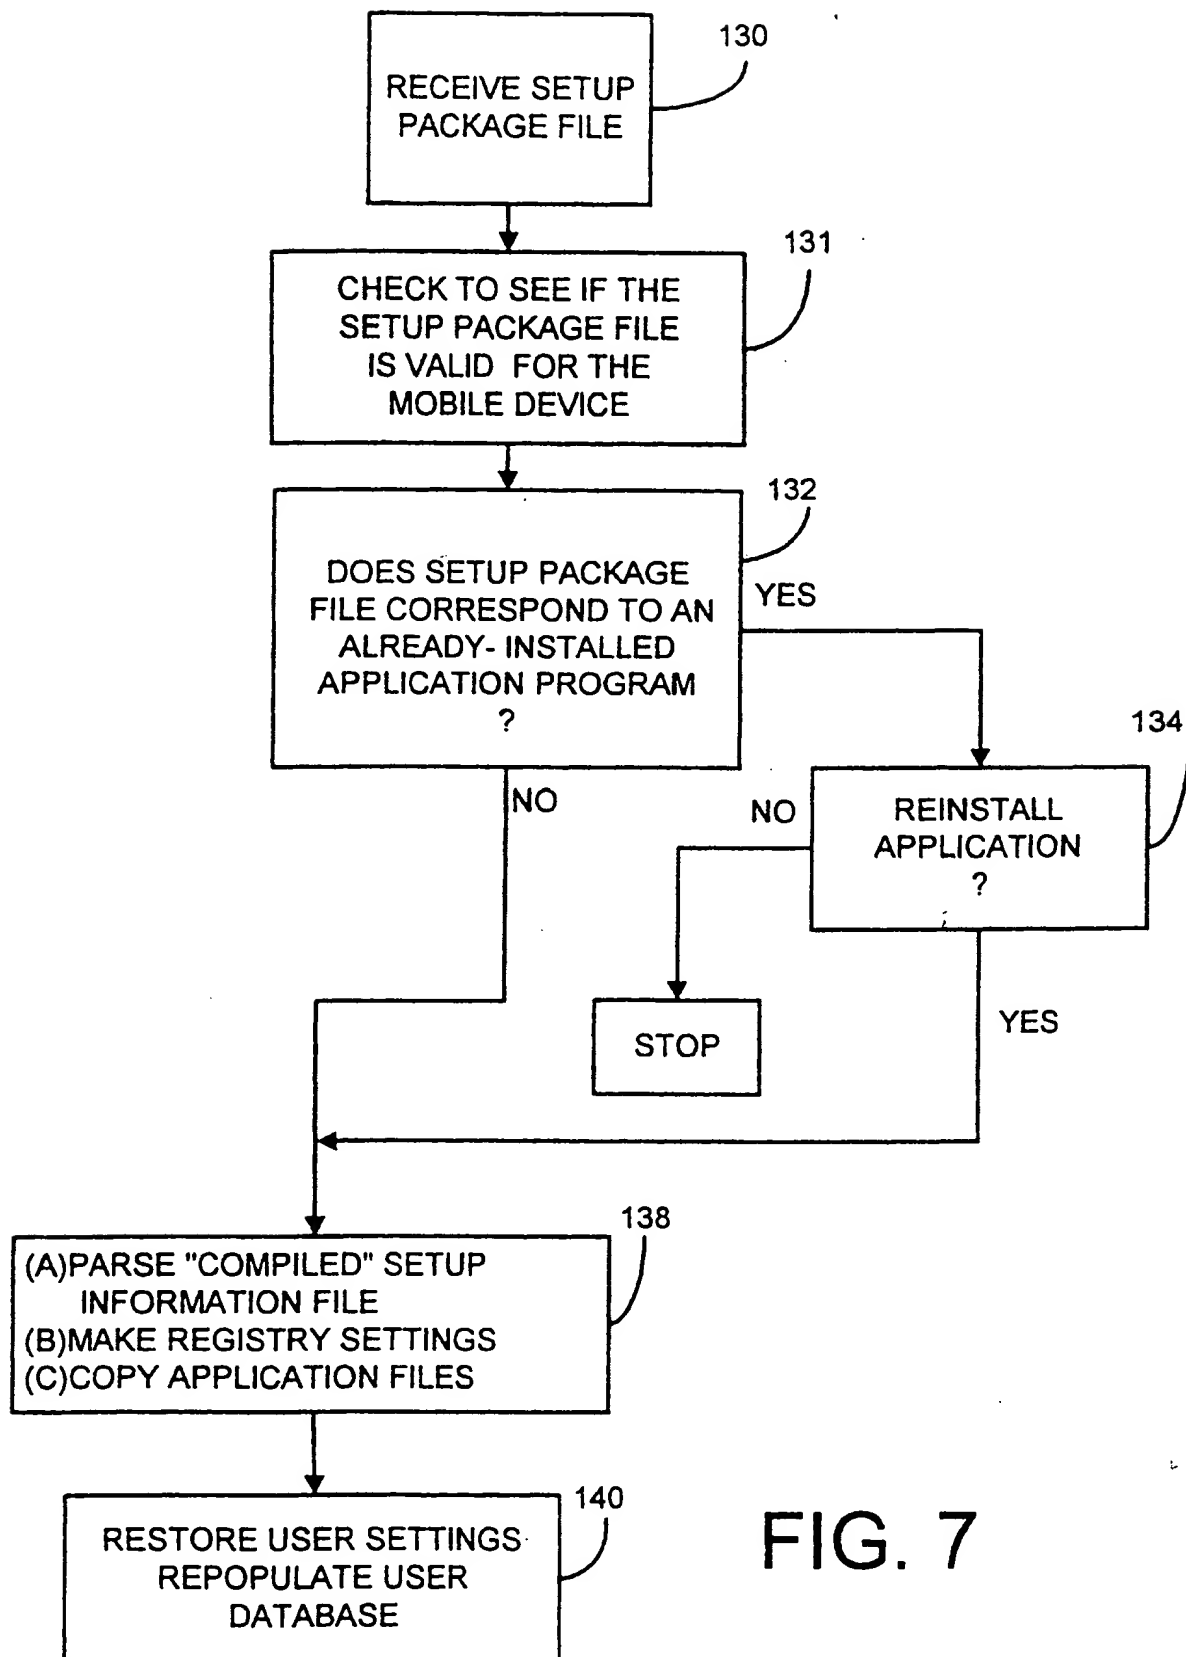 130
RECEIVE SETUP
PACKAGE FILE
131
CHECK TO SEE IF THE
SETUP PACKAGE FILE
IS VALID FOR THE
MOBILE DEVICE
132
DOES SETUP PACKAGE
FILE CORRESPOND TO AN
ALREADY- INSTALLED
APPLICATION PROGRAM
?
YES
NO
134
NO
REINSTALL
APPLICATION
?
STOP
YES
138
(A)PARSE "COMPILED" SETUP
INFORMATION FILE
(B)MAKE REGISTRY SETTINGS
(C)COPY APPLICATION FILES
140
RESTORE USER SETTINGS
REPOPULATE USER
DATABASE
FIG. 7